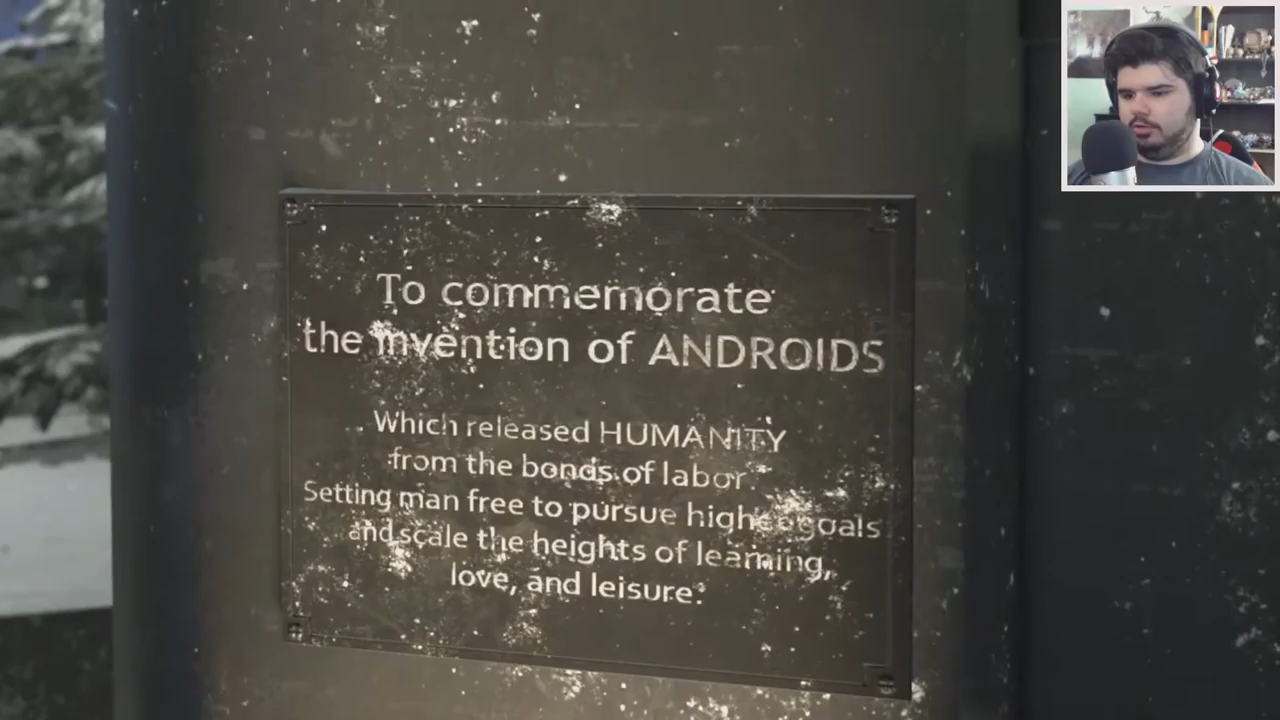 To commemorate
the invention of ANDROIDS
Which released HUMANITY
from the bonds of labor.
Setting man free to pursue higher goals
and scale the heights of learning,
love, and leisure.